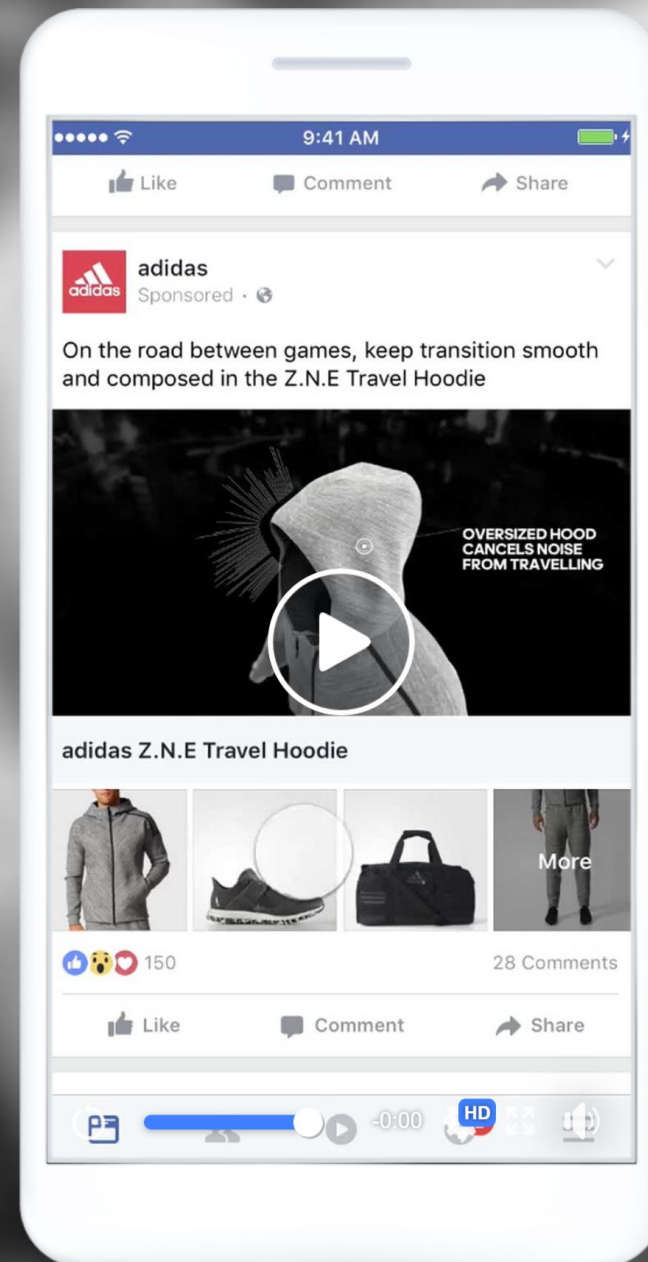 9:41 AM
Like Comment Share
adidas
adidas
Sponsored ·
On the road between games, keep transition smooth
and composed in the Z.N.E Travel Hoodie
OVERSIZED HOOD
CANCELS NOISE
FROM TRAVELLING
adidas Z.N.E Travel Hoodie
More
150 28 Comments
Like Comment Share
-0:00 HD